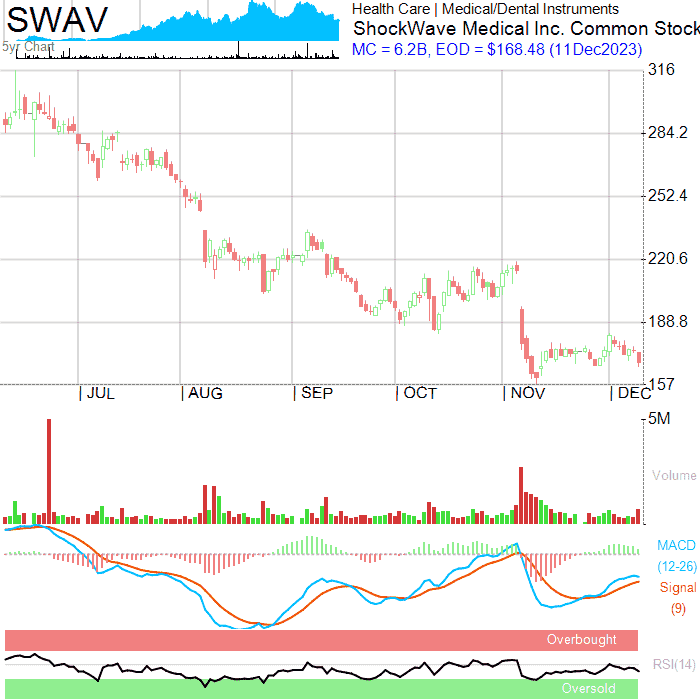 SWAV
5yr Chart
Health Care | Medical/Dental Instruments
ShockWave Medical Inc. Common Stock
MC = 6.2B, EOD = $168.48 (11Dec2023)
316
284.2
252.4
220.6
188.8
157
JUL AUG SEP OCT NOV DEC
5M
Volume
MACD
(12-26)
Signal
(9)
Overbought
RSI(14)
Oversold